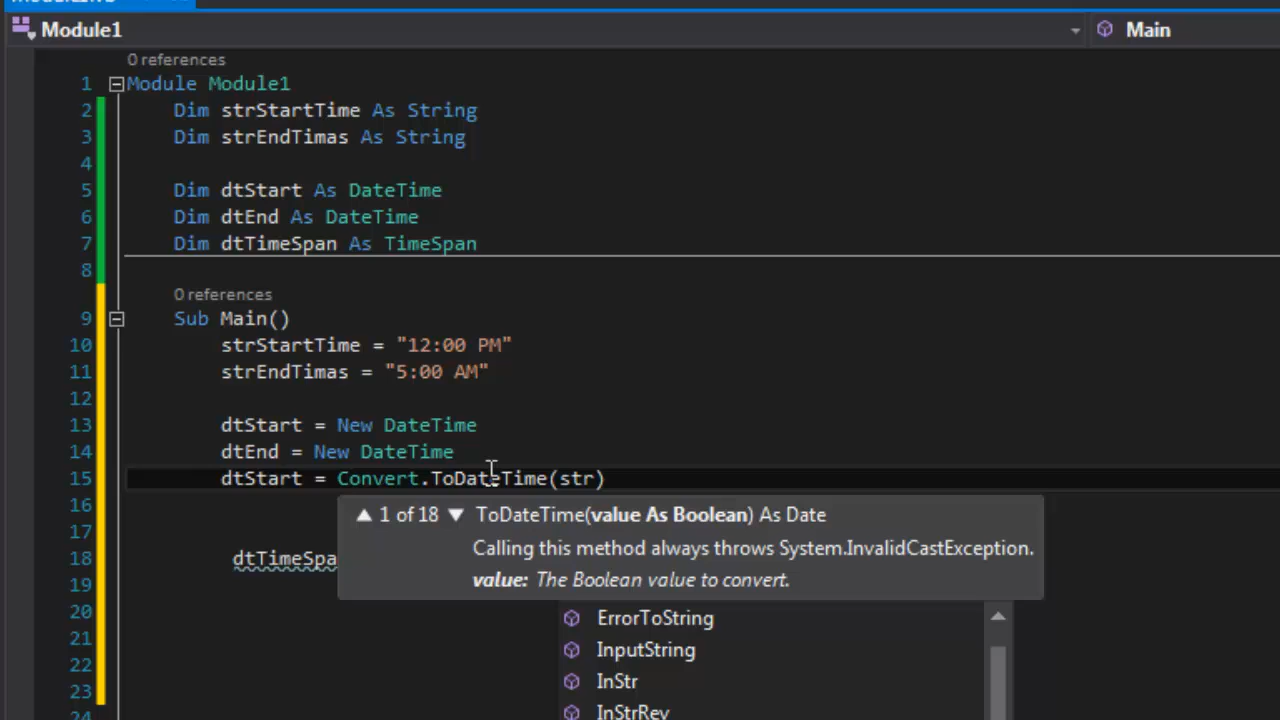 Module1
Main
0 references
1 Module Module1
2 Dim strStartTime As String
3 Dim strEndTimas As String
4
5 Dim dtStart As DateTime
6 Dim dtEnd As DateTime
7 Dim dtTimeSpan As TimeSpan
8
0 references
9 Sub Main()
10 strStartTime = "12:00 PM"
11 strEndTimas = "5:00 AM"
12
13 dtStart = New DateTime
14 dtEnd = New DateTime
15 dtStart = Convert.ToDateTime(str)
16
▲ 1 of 18 ▼ ToDateTime(value As Boolean) As Date
17
Calling this method always throws System.InvalidCastException.
18 dtTimeSpa
value: The Boolean value to convert.
19
20 ErrorToString
21 InputString
22 InStr
23 InStrRev
24